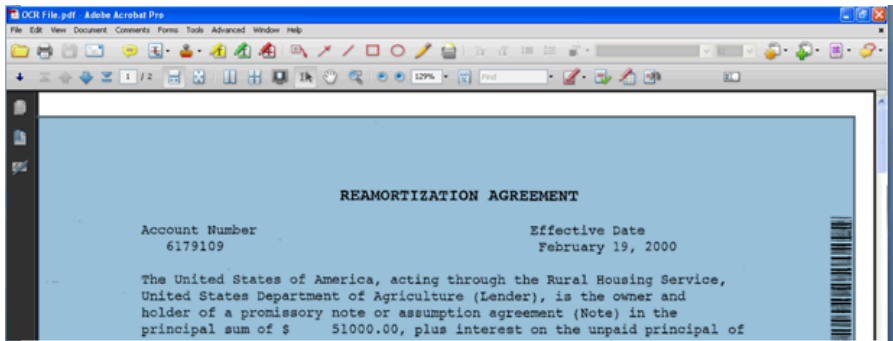 OCR File.pdf - Adobe Acrobat Pro
File Edit View Document Comments Forms Tools Advanced Window Help
1 / 2 129% Find
REAMORTIZATION AGREEMENT
Account Number Effective Date
6179109 February 19, 2000
The United States of America, acting through the Rural Housing Service,
United States Department of Agriculture (Lender), is the owner and
holder of a promissory note or assumption agreement (Note) in the
principal sum of $ 51000.00, plus interest on the unpaid principal of